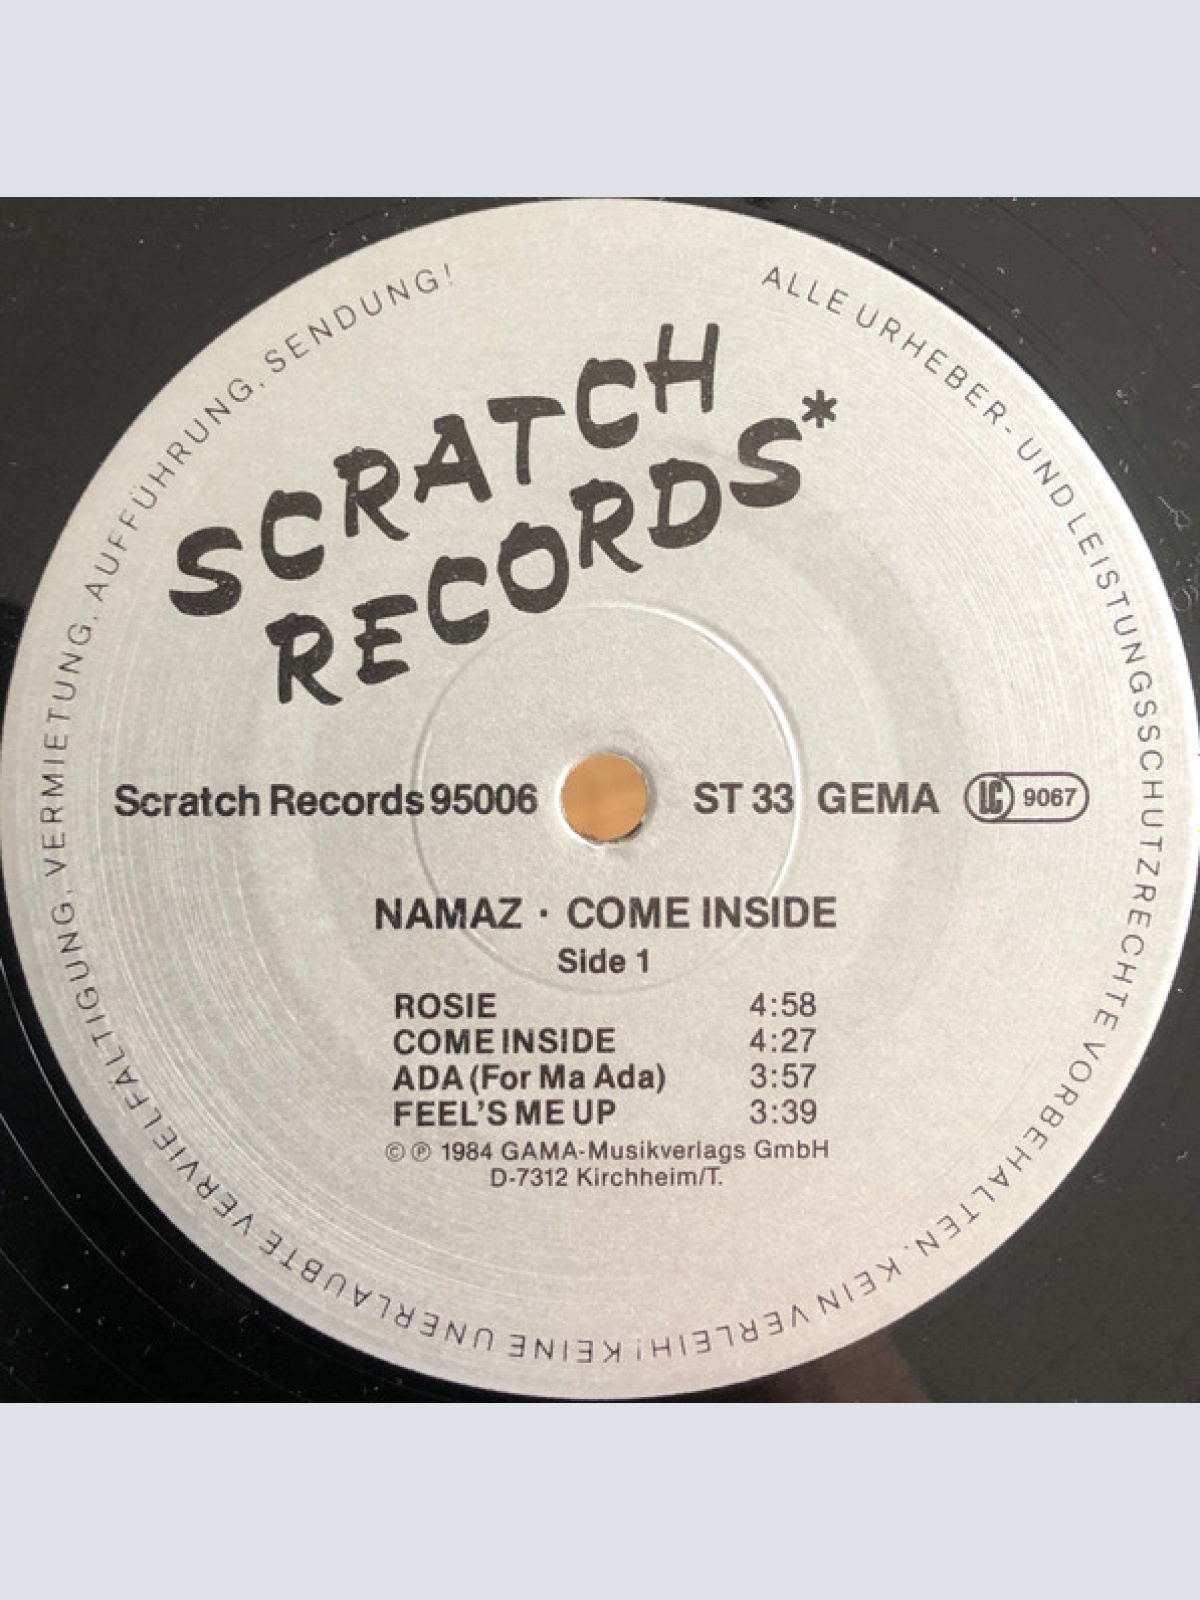 ALLE URHEBER- UND LEISTUNGSSCHUTZRECHTE VORBEHALTEN. KEIN VERLEIH! KEINE UNERLAUBTE VERVIELFÄLTIGUNG, VERMIETUNG, AUFFÜHRUNG, SENDUNG!
SCRATCH
RECORDS*
Scratch Records 95006 ST 33 GEMA LC 9067
NAMAZ · COME INSIDE
Side 1
ROSIE 4:58
COME INSIDE 4:27
ADA (For Ma Ada) 3:57
FEEL'S ME UP 3:39
© ℗ 1984 GAMA-Musikverlags GmbH
D-7312 Kirchheim/T.